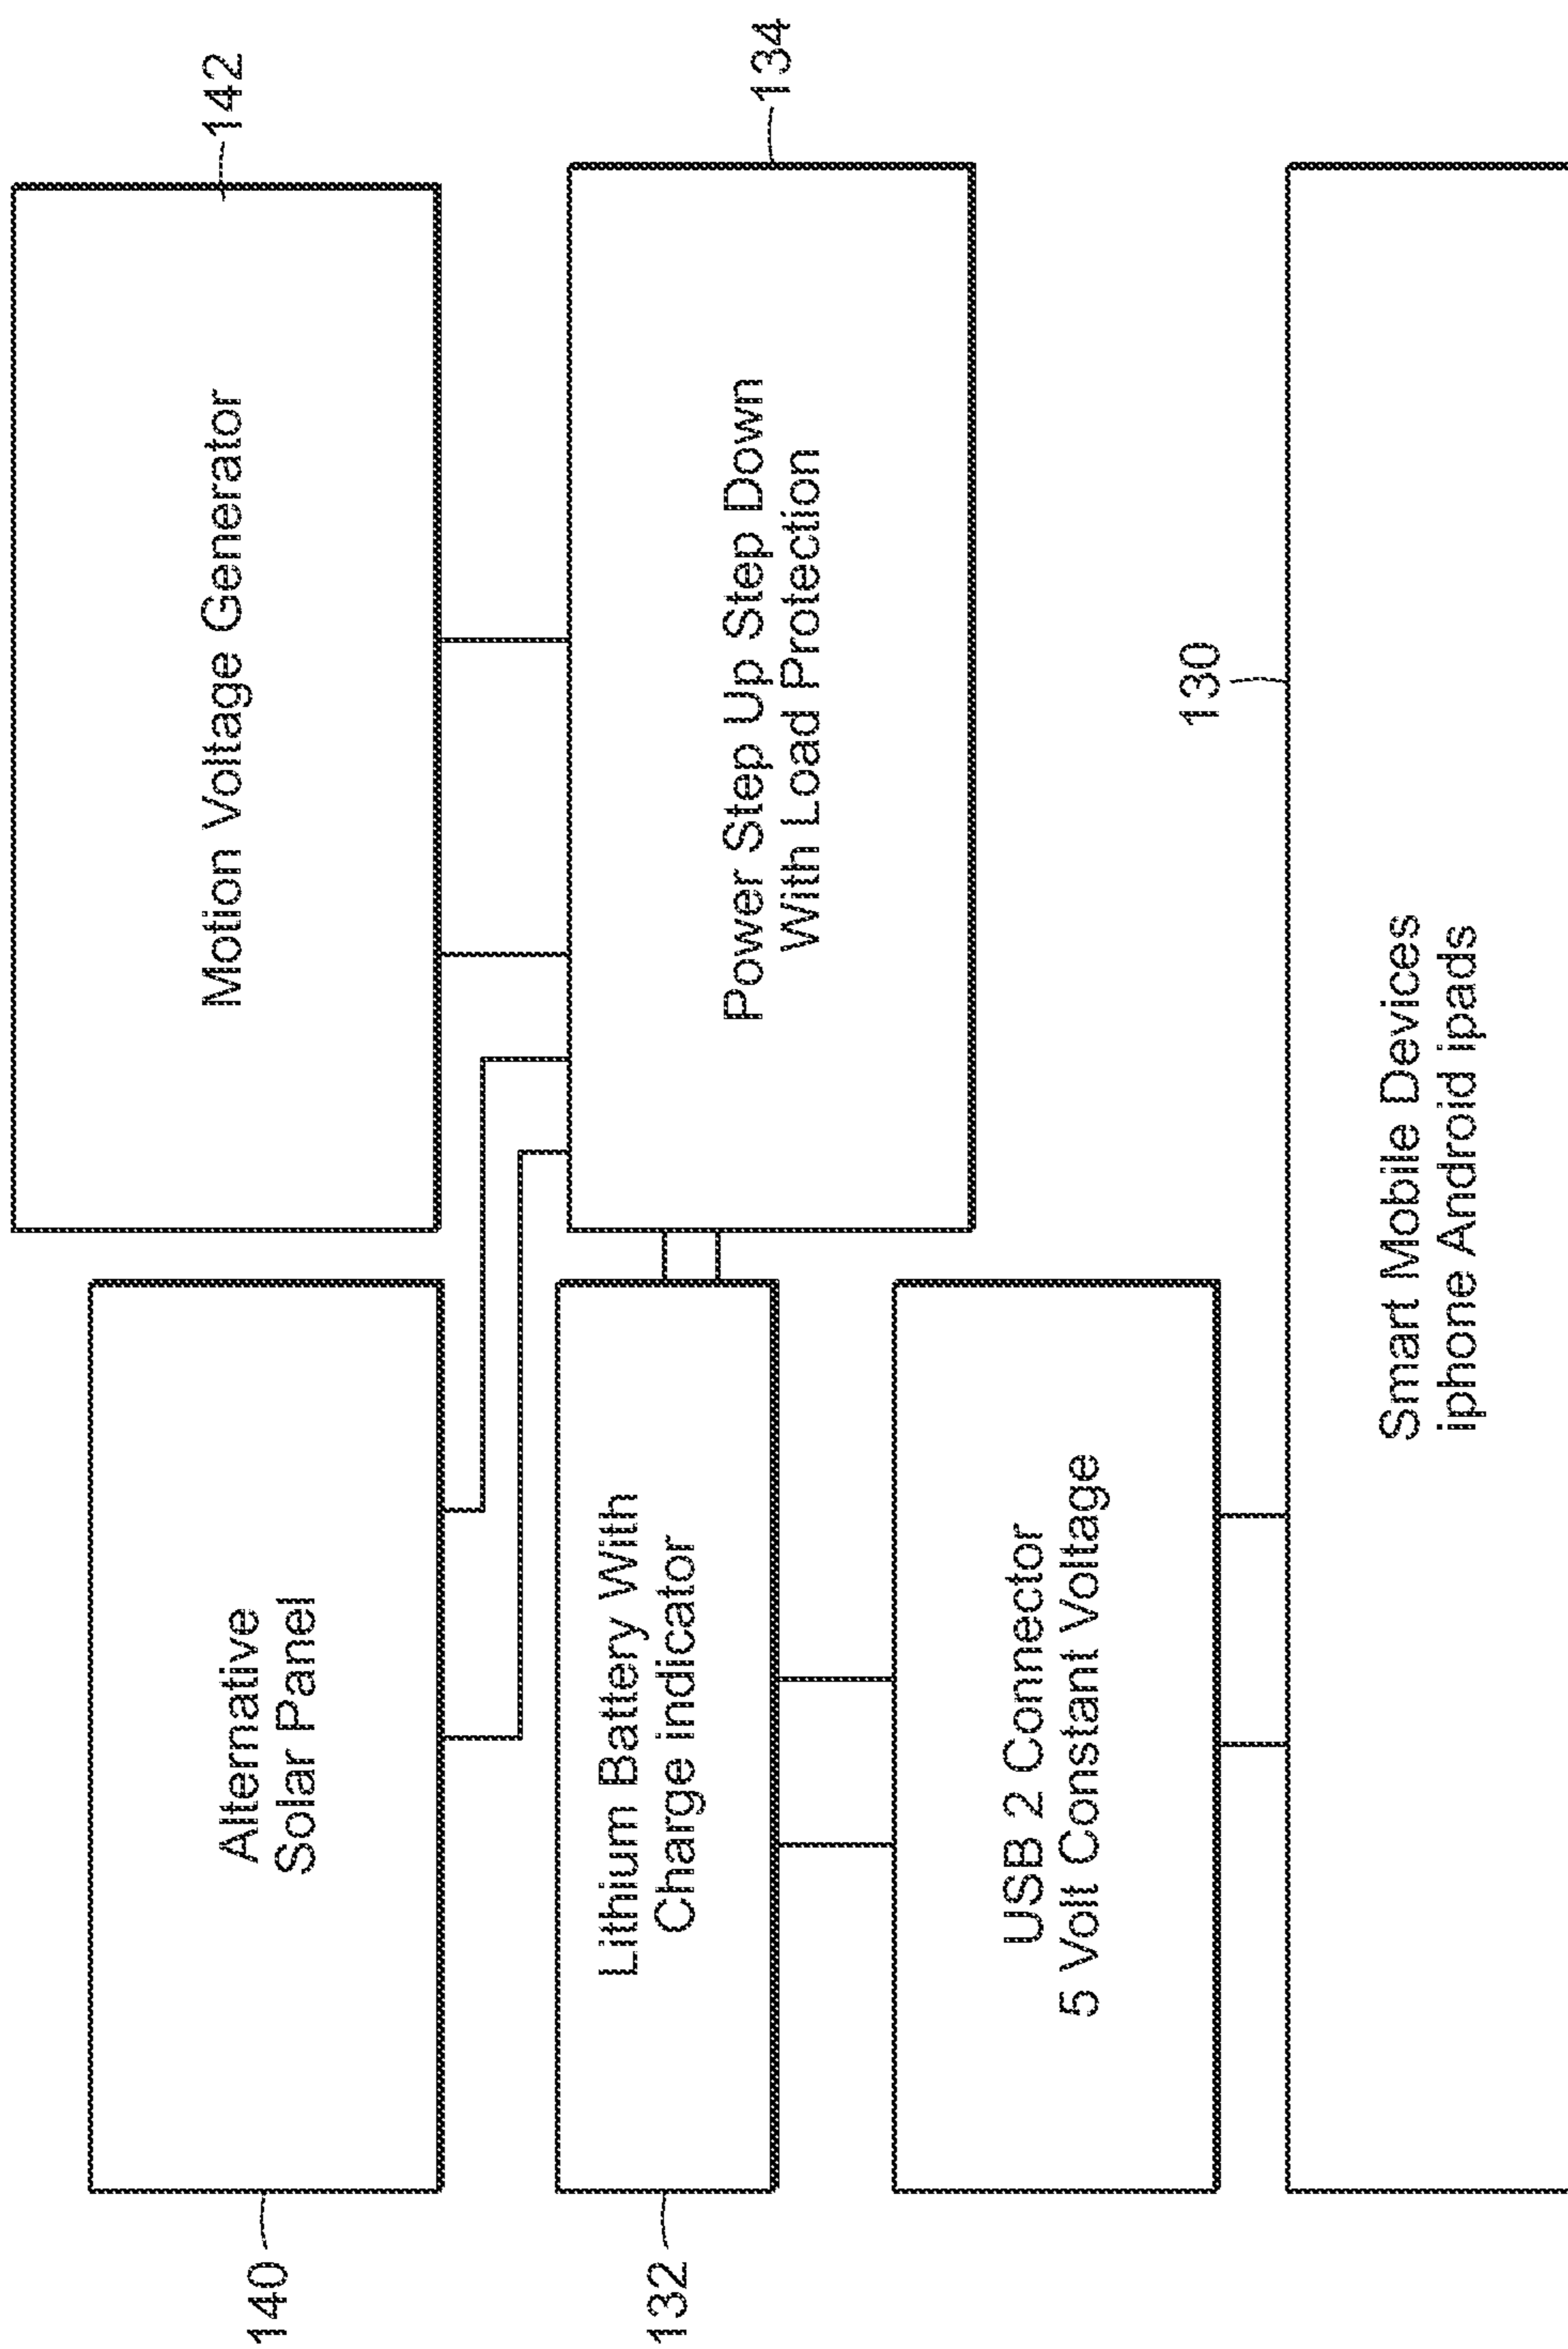 140
Alternative
Solar Panel
Motion Voltage Generator
142
132
Lithium Battery With
Charge indicator
Power Step Up Step Down
With Load Protection
134
USB 2 Connector
5 Volt Constant Voltage
130
Smart Mobile Devices
iphone Android ipads